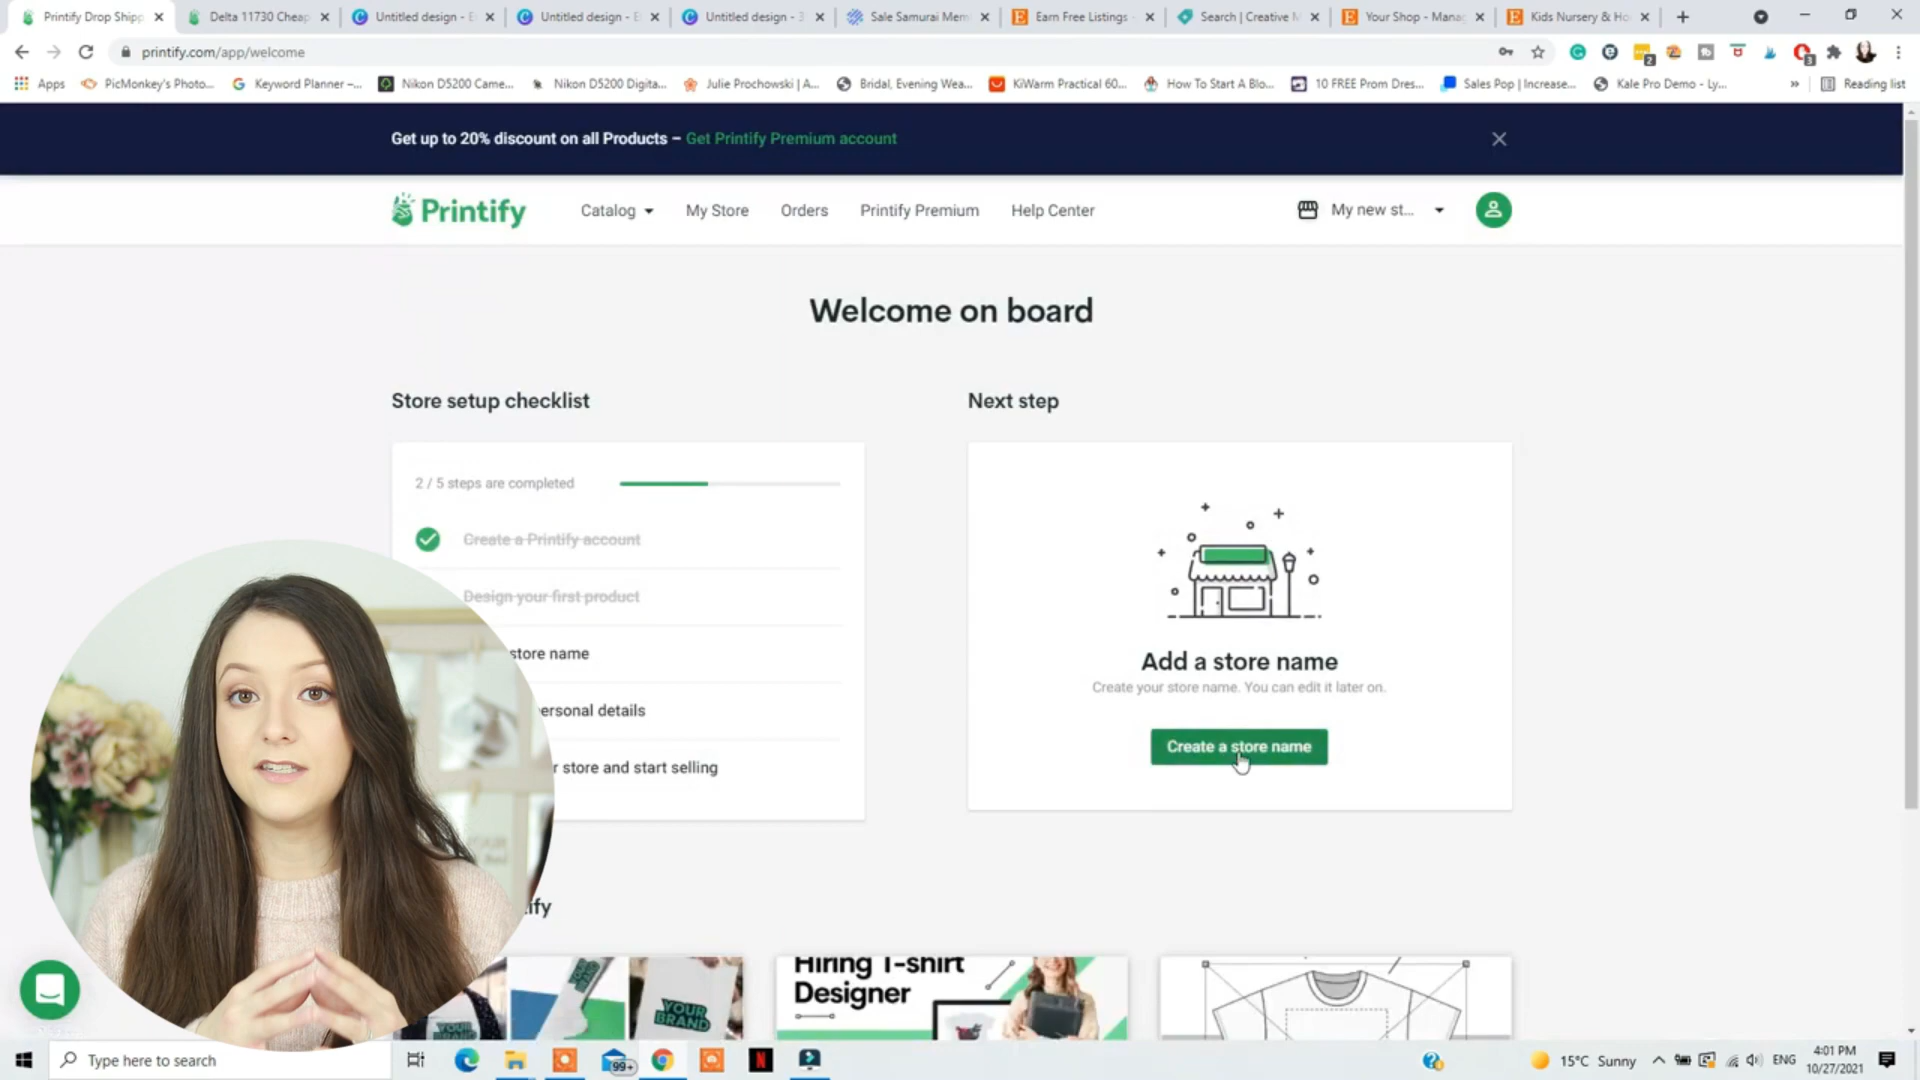 Printify Drop Shipp
Delta 11730 Cheap
Untitled design - E
Untitled design - E
Untitled design - 3
Sale Samurai Mem
Earn Free Listings -
Search | Creative M
Your Shop - Manag
Kids Nursery & Ho
printify.com/app/welcome
2
3
Apps
PicMonkey's Photo...
Keyword Planner –...
Nikon D5200 Came...
Nikon D5200 Digita...
Julie Prochowski | A...
Bridal, Evening Wea...
KiWarm Practical 60...
How To Start A Blo...
10 FREE Prom Dres...
Sales Pop | Increase...
Kale Pro Demo - Ly...
»
Reading list
Get up to 20% discount on all Products – Get Printify Premium account
Printify
Catalog
My Store
Orders
Printify Premium
Help Center
My new st...
Welcome on board
Store setup checklist
Next step
2 / 5 steps are completed
Create a Printify account
Design your first product
store name
ersonal details
r store and start selling
Add a store name
Create your store name. You can edit it later on.
Create a store name
ify
YOUR
BRAND
Hiring T-shirt
Designer
Type here to search
99+
N
15°C Sunny
ENG
4:01 PM
10/27/2021